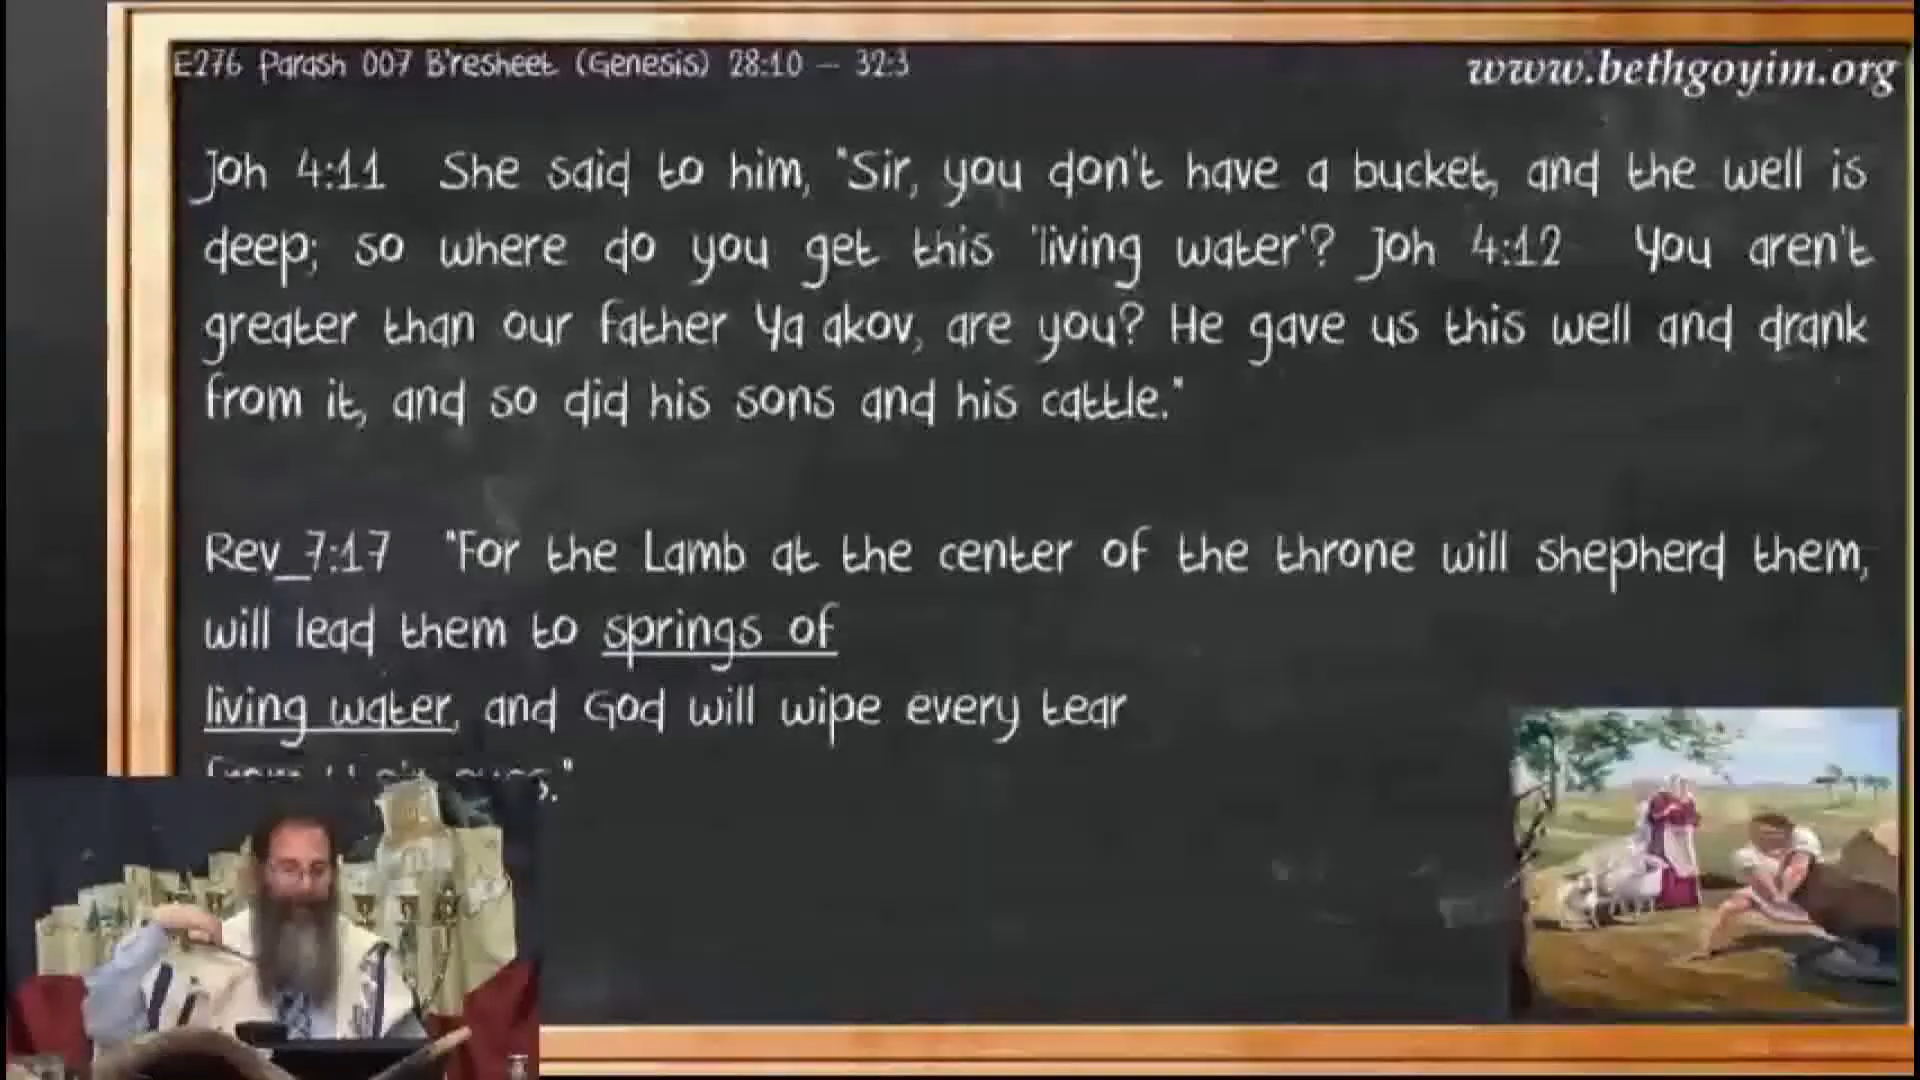 E276 Parash 007 B'resheet (Genesis) 28:10 – 32:3
www.bethgoyim.org
Joh 4:11 She said to him, "Sir, you don't have a bucket, and the well is
deep; so where do you get this 'living water'? Joh 4:12 You aren't
greater than our father Ya akov, are you? He gave us this well and drank
from it, and so did his sons and his cattle."
Rev_7:17 "For the Lamb at the center of the throne will shepherd them,
will lead them to springs of
living water, and God will wipe every tear